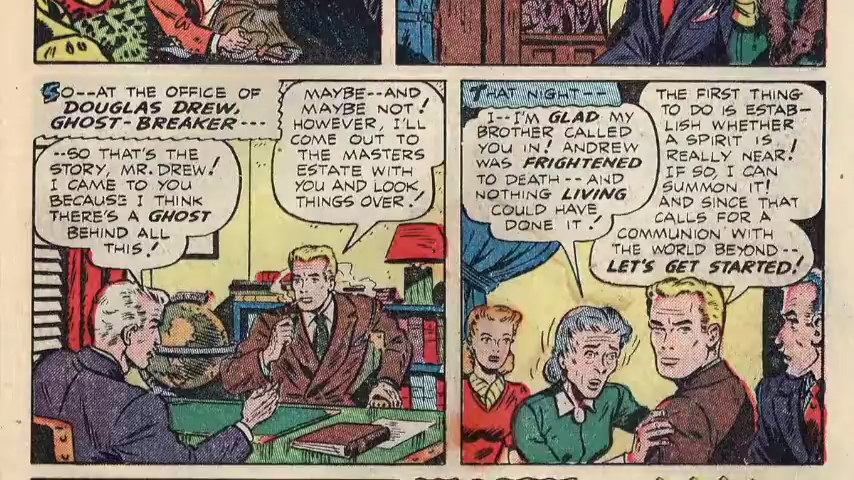 SO--AT THE OFFICE OF
DOUGLAS DREW,
GHOST-BREAKER---
--SO THAT'S THE
STORY, MR. DREW!
I CAME TO YOU
BECAUSE I THINK
THERE'S A GHOST
BEHIND ALL
THIS!
MAYBE--AND
MAYBE NOT!
HOWEVER, I'LL
COME OUT TO
THE MASTERS
ESTATE WITH
YOU AND LOOK
THINGS OVER!
THAT NIGHT--
I--I'M GLAD MY
BROTHER CALLED
YOU IN! ANDREW
WAS FRIGHTENED
TO DEATH--AND
NOTHING LIVING
COULD HAVE
DONE IT!
THE FIRST THING
TO DO IS ESTAB-
LISH WHETHER
A SPIRIT IS
REALLY NEAR!
IF SO, I CAN
SUMMON IT!
AND SINCE THAT
CALLS FOR A
COMMUNION WITH
THE WORLD BEYOND--
LET'S GET STARTED!